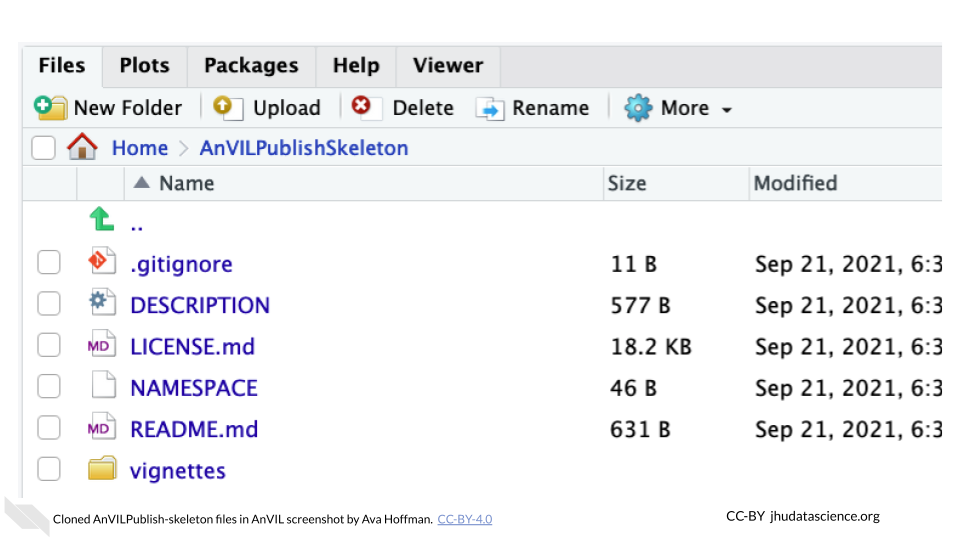 Files Plots Packages Help Viewer
New Folder Upload Delete Rename More
Home > AnVILPublishSkeleton
Name Size Modified
..
.gitignore 11 B Sep 21, 2021, 6:3
DESCRIPTION 577 B Sep 21, 2021, 6:3
MD LICENSE.md 18.2 KB Sep 21, 2021, 6:3
NAMESPACE 46 B Sep 21, 2021, 6:3
MD README.md 631 B Sep 21, 2021, 6:3
vignettes
Cloned AnVILPublish-skeleton files in AnVIL screenshot by Ava Hoffman. CC-BY-4.0
CC-BY jhudatascience.org